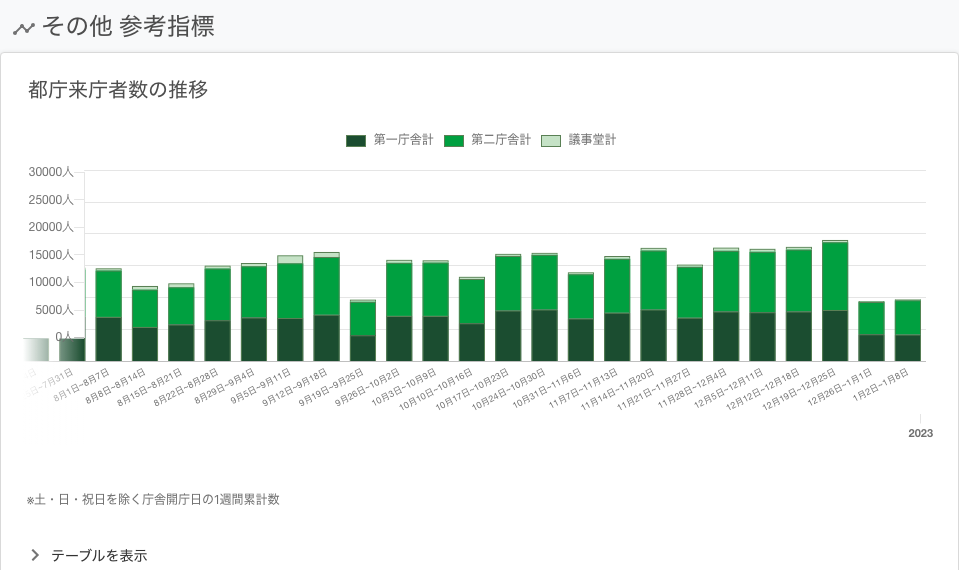 その他 参考指標
都庁来庁者数の推移
第一庁舎計 第二庁舎計 議事堂計
30000人
25000人
20000人
15000人
10000人
5000人
0人
7月31日
8月1日~8月7日
8月8日~8月14日
8月15日~8月21日
8月22日~8月28日
8月29日~9月4日
9月5日~9月11日
9月12日~9月18日
9月19日~9月25日
9月26日~10月2日
10月3日~10月9日
10月10日~10月16日
10月17日~10月23日
10月24日~10月30日
10月31日~11月6日
11月7日~11月13日
11月14日~11月20日
11月21日~11月27日
11月28日~12月4日
12月5日~12月11日
12月12日~12月18日
12月19日~12月25日
12月26日~1月1日
1月2日~1月8日
2023
※土・日・祝日を除く庁舎開庁日の1週間累計数
テーブルを表示